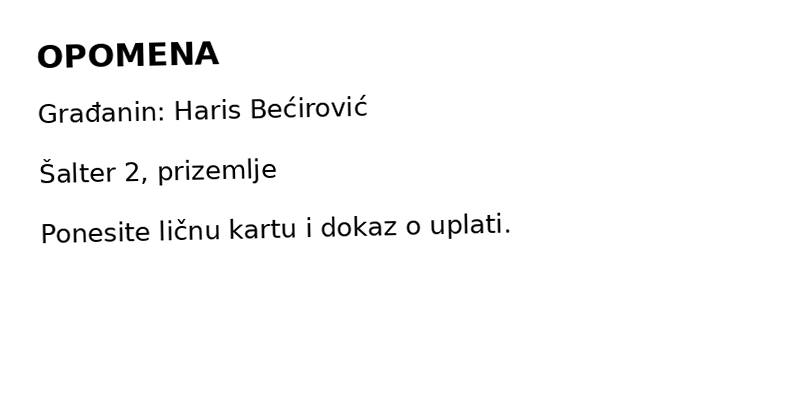 OPOMENA
Građanin: Haris Bećirović
Šalter 2, prizemlje
Ponesite ličnu kartu i dokaz o uplati.